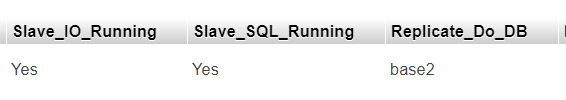 Slave_IO_Running Slave_SQL_Running Replicate_Do_DB
Yes Yes base2